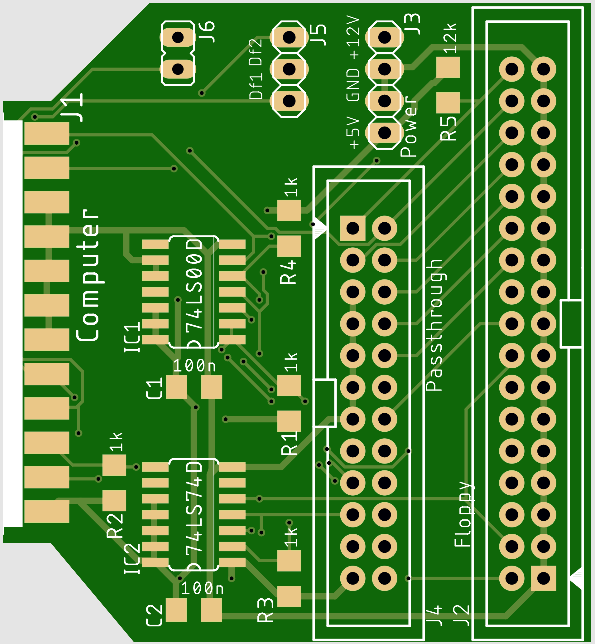 J6
J5
J3
Df1 Df2
+5V GND +12V
Power
12k
R5
J1
Computer
1k
R4
IC1
74LS00D
100n
C1
1k
R1
Passthrough
1k
R2
IC2
74LS74D
100n
C2
1k
R3
Floppy
J4
J2